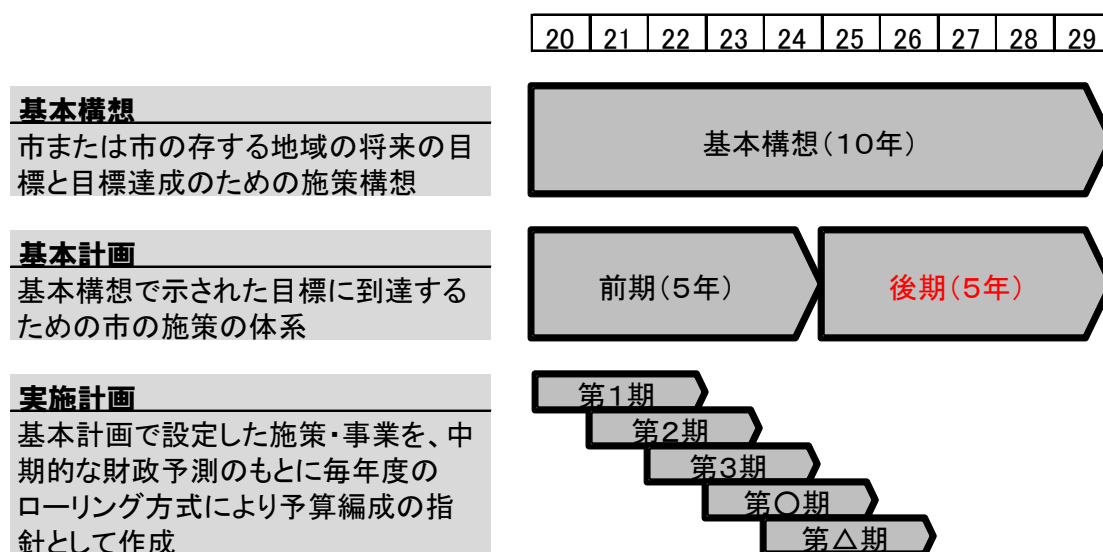 20 21 22 23 24 25 26 27 28 29
基本構想
市または市の存する地域の将来の目
標と目標達成のための施策構想
基本構想(10年)
基本計画
基本構想で示された目標に到達する
ための市の施策の体系
前期(5年)
後期(5年)
実施計画
基本計画で設定した施策・事業を、中
期的な財政予測のもとに毎年度の
ローリング方式により予算編成の指
針として作成
第1期
第2期
第3期
第○期
第△期